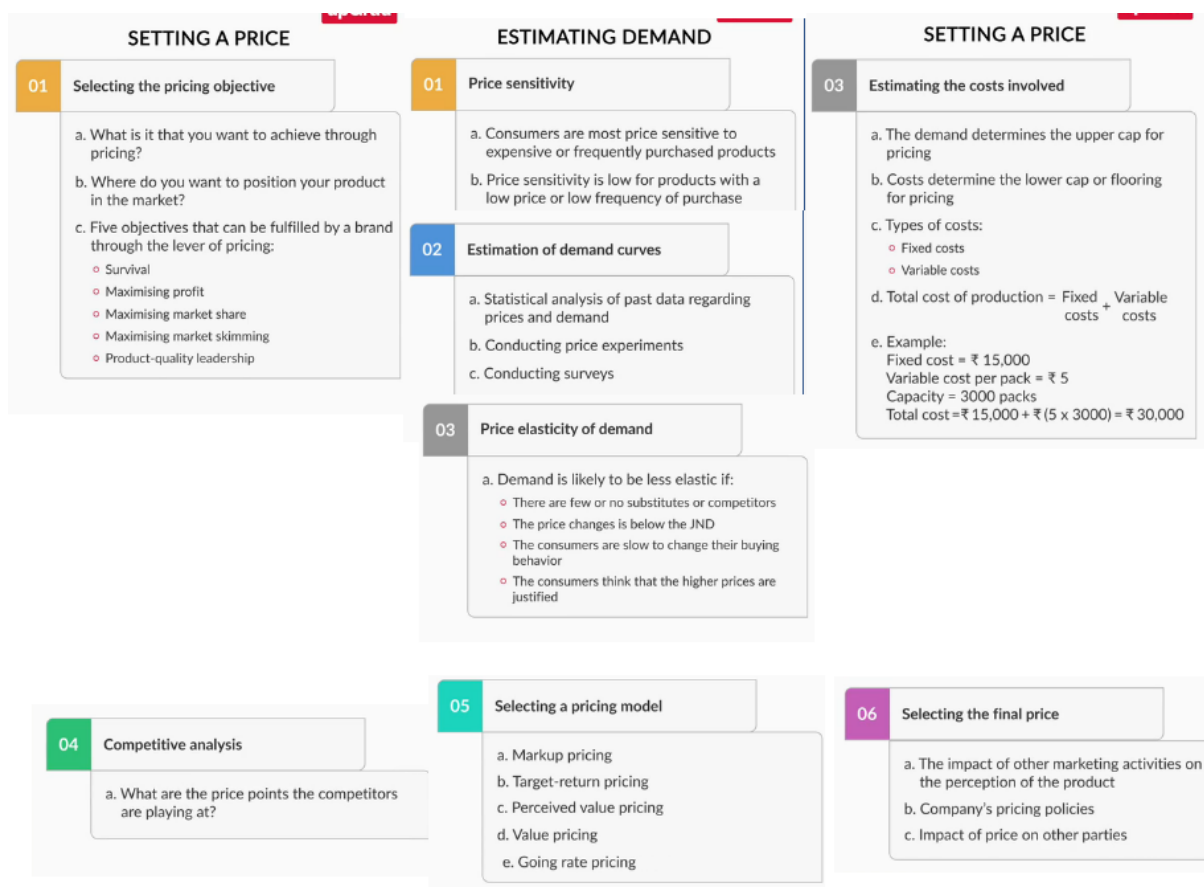 SETTING A PRICE
01
Selecting the pricing objective
a. What is it that you want to achieve through
pricing?
b. Where do you want to position your product
in the market?
c. Five objectives that can be fulfilled by a brand
through the lever of pricing:
Survival
Maximising profit
Maximising market share
Maximising market skimming
Product-quality leadership
ESTIMATING DEMAND
01
Price sensitivity
a. Consumers are most price sensitive to
expensive or frequently purchased products
b. Price sensitivity is low for products with a
low price or low frequency of purchase
02
Estimation of demand curves
a. Statistical analysis of past data regarding
prices and demand
b. Conducting price experiments
c. Conducting surveys
03
Price elasticity of demand
a. Demand is likely to be less elastic if:
There are few or no substitutes or competitors
The price changes is below the JND
The consumers are slow to change their buying
behavior
The consumers think that the higher prices are
justified
SETTING A PRICE
03
Estimating the costs involved
a. The demand determines the upper cap for
pricing
b. Costs determine the lower cap or flooring
for pricing
c. Types of costs:
Fixed costs
Variable costs
d. Total cost of production = Fixed costs + Variable costs
e. Example:
Fixed cost = ₹ 15,000
Variable cost per pack = ₹ 5
Capacity = 3000 packs
Total cost =₹ 15,000 + ₹ (5 x 3000) = ₹ 30,000
04
Competitive analysis
a. What are the price points the competitors
are playing at?
05
Selecting a pricing model
a. Markup pricing
b. Target-return pricing
c. Perceived value pricing
d. Value pricing
e. Going rate pricing
06
Selecting the final price
a. The impact of other marketing activities on
the perception of the product
b. Company's pricing policies
c. Impact of price on other parties